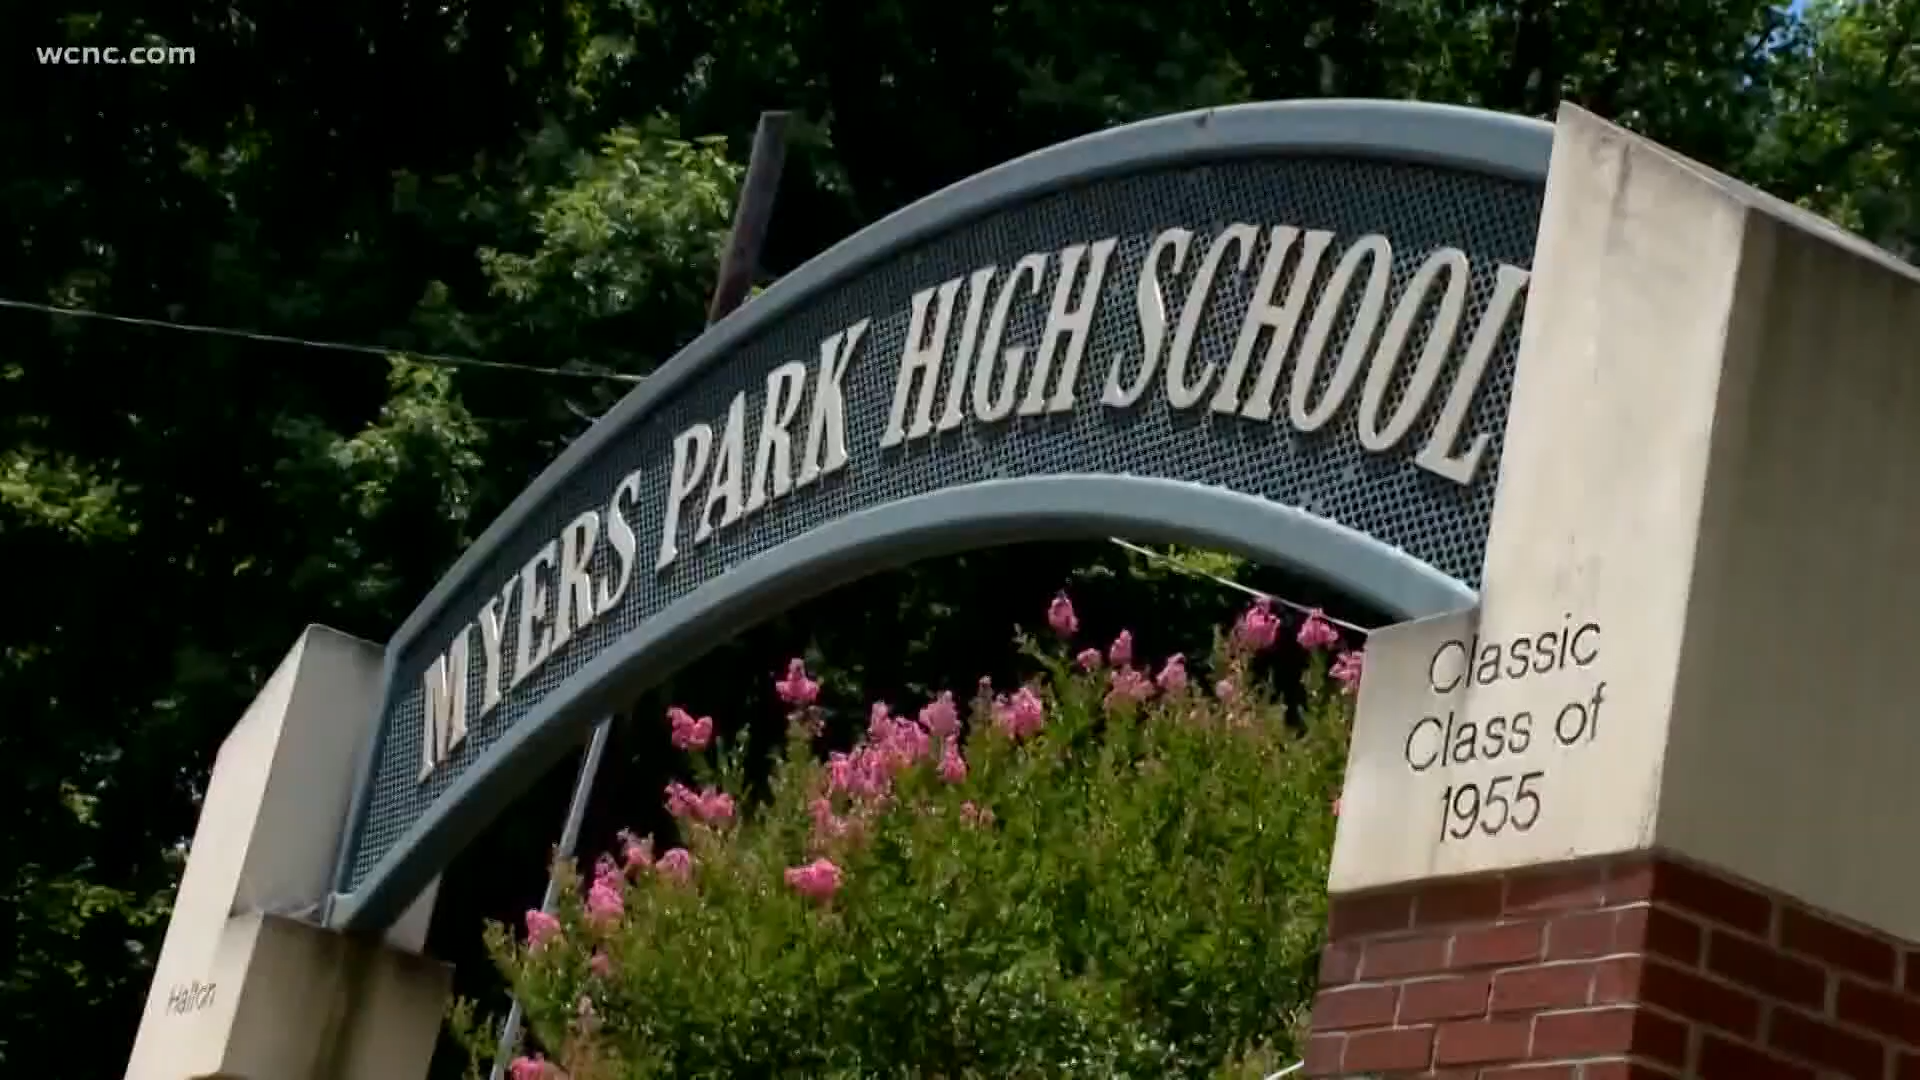 wcnc.com
MYERS PARK HIGH SCHOOL
Classic
Class of
1955